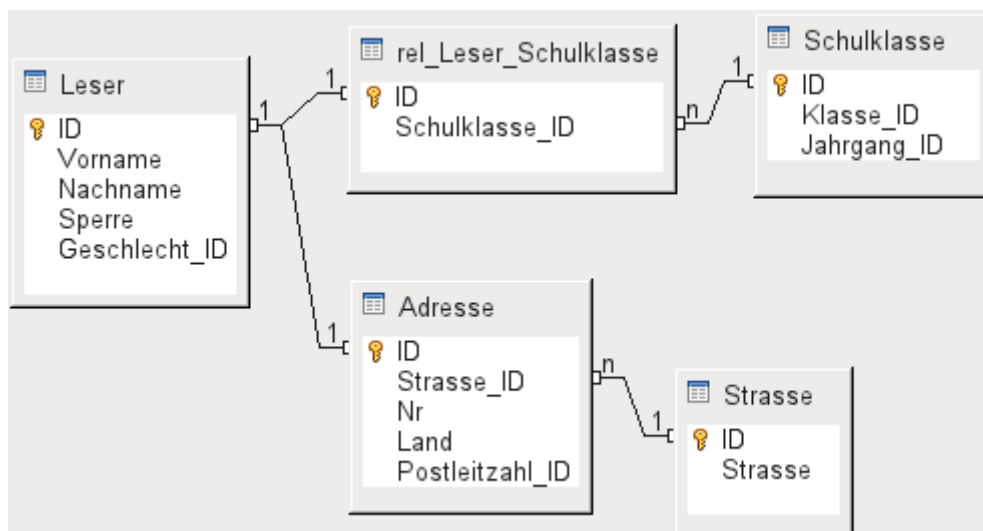 Leser
ID
Vorname
Nachname
Sperre
Geschlecht_ID
1
1
rel_Leser_Schulklasse
ID
Schulklasse_ID
n
1
Schulklasse
ID
Klasse_ID
Jahrgang_ID
1
Adresse
ID
Strasse_ID
Nr
Land
Postleitzahl_ID
n
1
Strasse
ID
Strasse